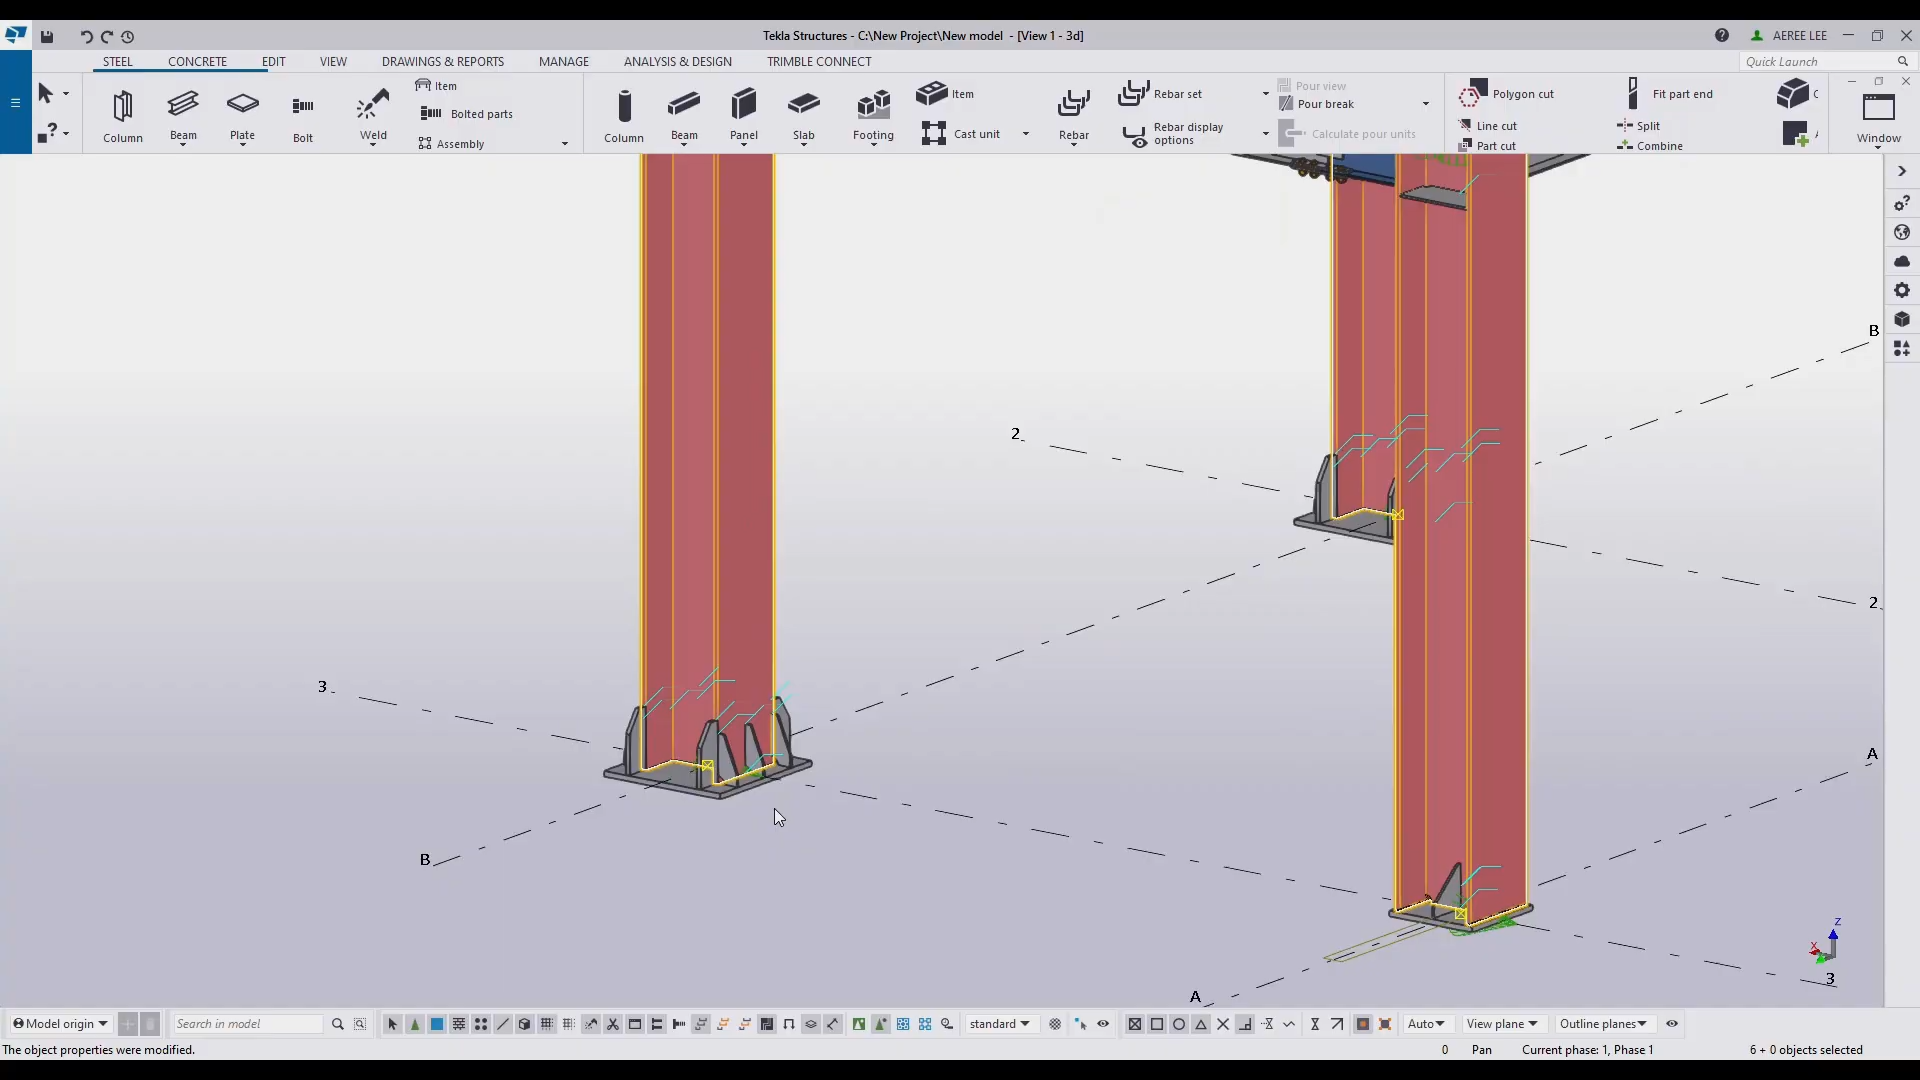 Tekla Structures - C:\New Project\New model - [View 1 - 3d]
AEREE LEE
STEEL
CONCRETE
EDIT
VIEW
DRAWINGS & REPORTS
MANAGE
ANALYSIS & DESIGN
TRIMBLE CONNECT
Quick Launch
Column
Beam
Plate
Bolt
Weld
Item
Bolted parts
Assembly
Column
Beam
Panel
Slab
Footing
Item
Cast unit
Rebar
Rebar set
Rebar display options
Pour view
Pour break
Calculate pour units
Polygon cut
Line cut
Part cut
Fit part end
Split
Combine
Window
B
2
2
3
A
B
Z
X
3
A
Model origin
Search in model
standard
Auto
View plane
Outline planes
The object properties were modified.
0
Pan
Current phase: 1, Phase 1
6 + 0 objects selected